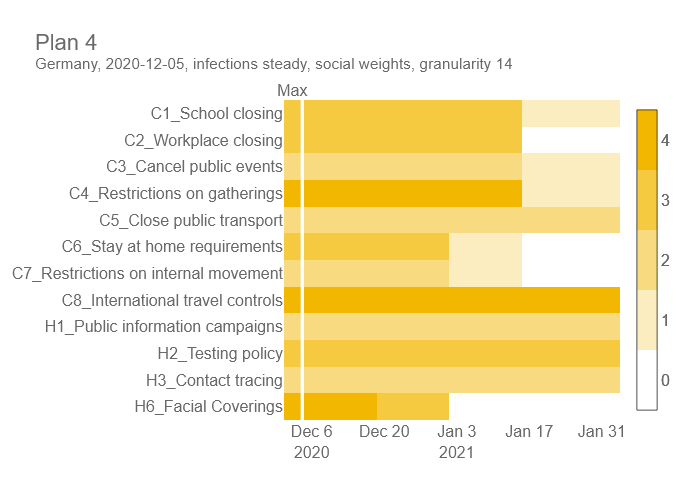 Plan 4
Germany, 2020-12-05, infections steady, social weights, granularity 14
Max
C1_School closing
C2_Workplace closing
C3_Cancel public events
C4_Restrictions on gatherings
C5_Close public transport
C6_Stay at home requirements
C7_Restrictions on internal movement
C8_International travel controls
H1_Public information campaigns
H2_Testing policy
H3_Contact tracing
H6_Facial Coverings
Dec 6 Dec 20 Jan 3 Jan 17 Jan 31
2020 2021
4
3
2
1
0